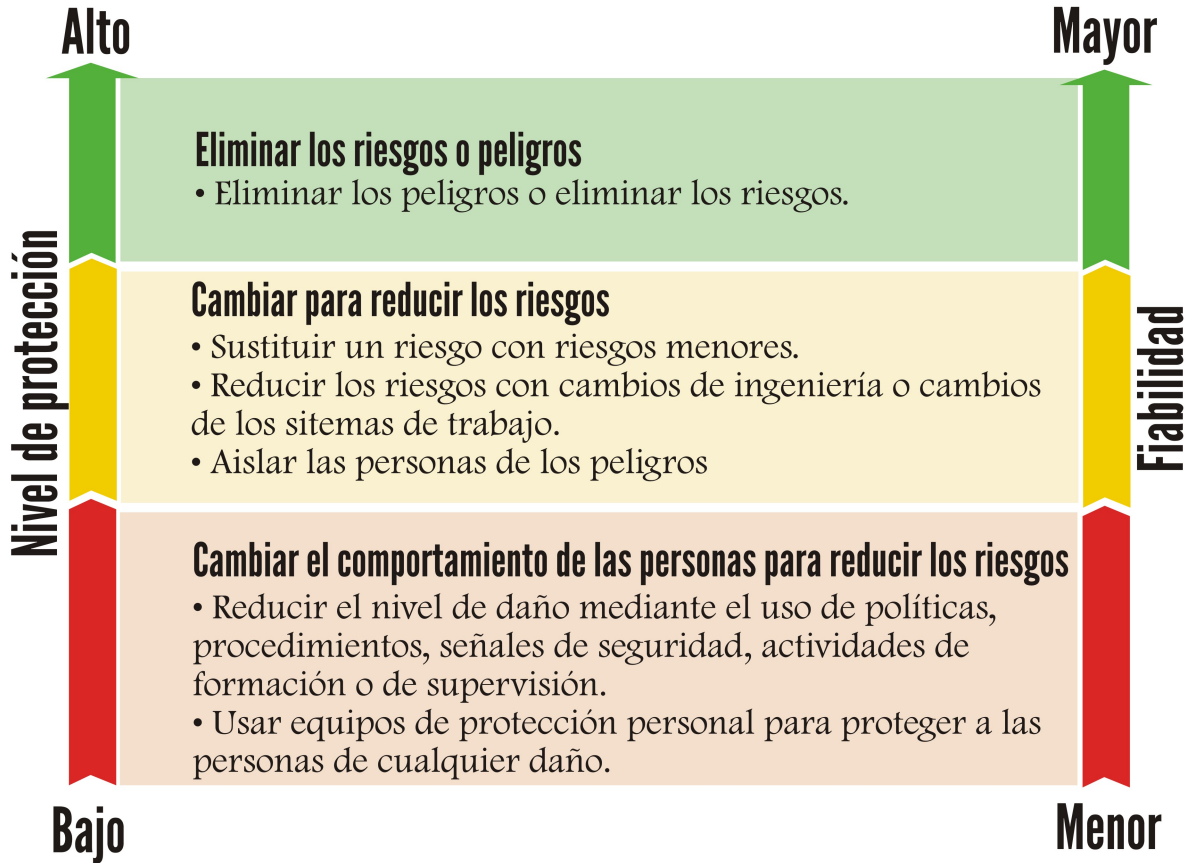 Alto
Mayor
Eliminar los riesgos o peligros
• Eliminar los peligros o eliminar los riesgos.
Nivel de protección
Cambiar para reducir los riesgos
• Sustituir un riesgo con riesgos menores.
• Reducir los riesgos con cambios de ingeniería o cambios
de los sitemas de trabajo.
• Aislar las personas de los peligros
Fiabilidad
Cambiar el comportamiento de las personas para reducir los riesgos
• Reducir el nivel de daño mediante el uso de políticas,
procedimientos, señales de seguridad, actividades de
formación o de supervisión.
• Usar equipos de protección personal para proteger a las
personas de cualquier daño.
Bajo
Menor